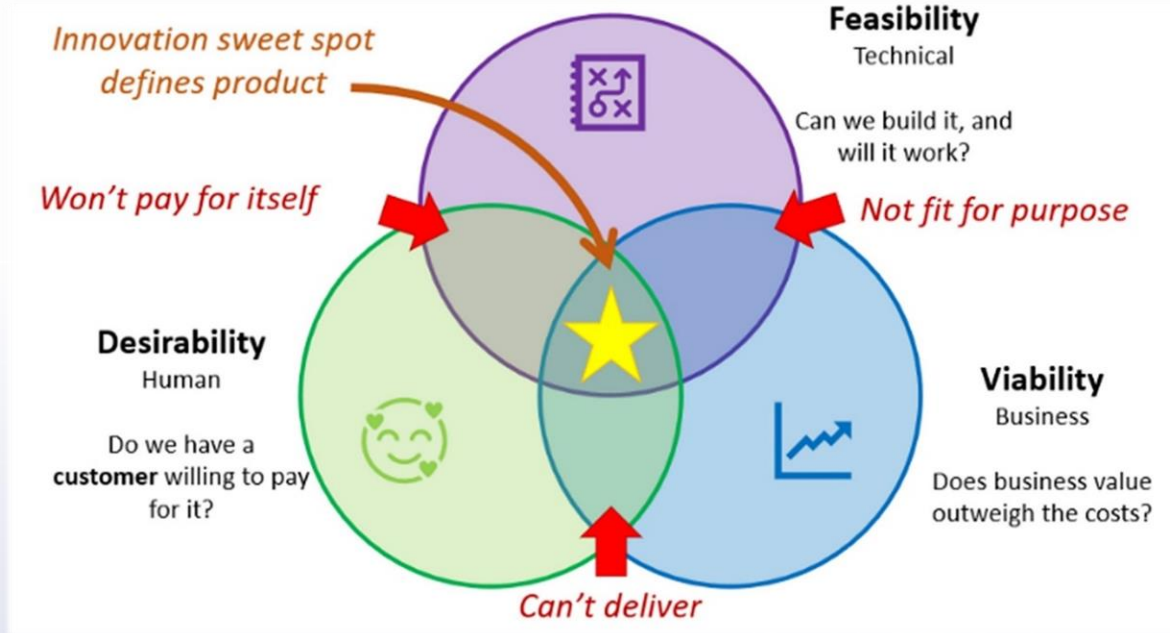 Innovation sweet spot
defines product
Feasibility
Technical
Can we build it, and
will it work?
Won't pay for itself
Not fit for purpose
Desirability
Human
Do we have a
customer willing to pay
for it?
Viability
Business
Does business value
outweigh the costs?
Can't deliver